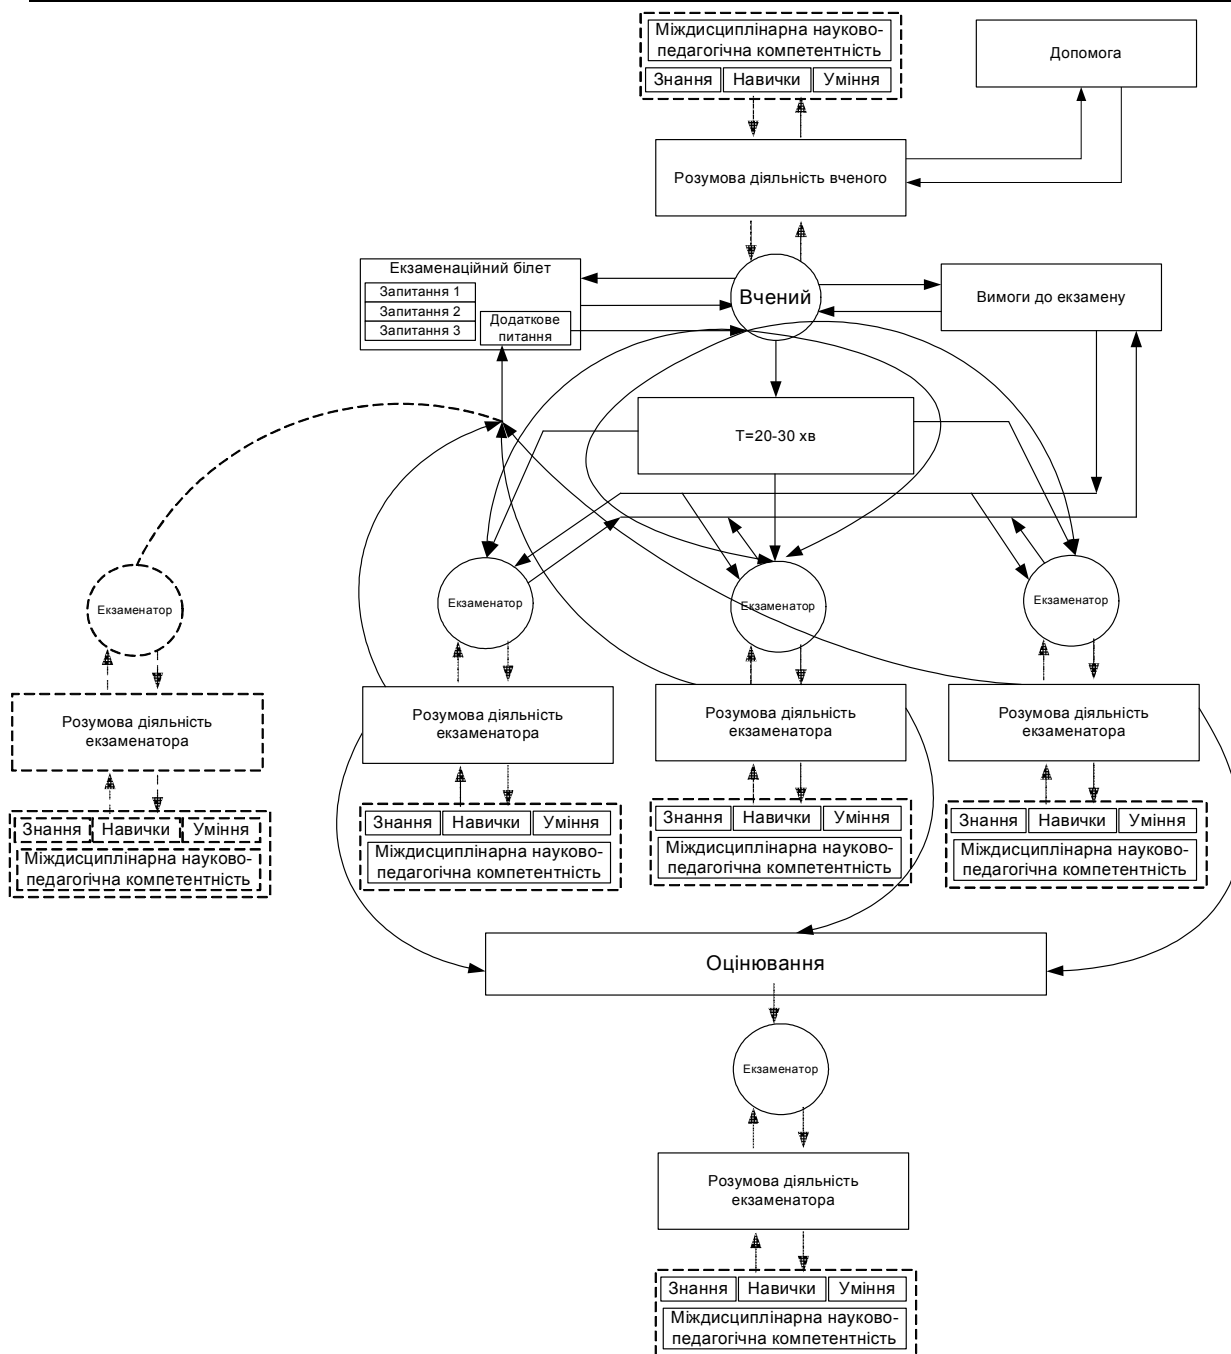 Міждисциплінарна науково-
педагогічна компетентність
Знання Навички Уміння
Допомога
Розумова діяльність вченого
Екзаменаційний білет
Запитання 1
Запитання 2
Запитання 3
Додаткове
питання
Вчений
Вимоги до екзамену
Т=20-30 хв
Екзаменатор
Екзаменатор
Екзаменатор
Екзаменатор
Розумова діяльність
екзаменатора
Розумова діяльність
екзаменатора
Розумова діяльність
екзаменатора
Розумова діяльність
екзаменатора
Знання Навички Уміння
Міждисциплінарна науково-
педагогічна компетентність
Знання Навички Уміння
Міждисциплінарна науково-
педагогічна компетентність
Знання Навички Уміння
Міждисциплінарна науково-
педагогічна компетентність
Знання Навички Уміння
Міждисциплінарна науково-
педагогічна компетентність
Оцінювання
Екзаменатор
Розумова діяльність
екзаменатора
Знання Навички Уміння
Міждисциплінарна науково-
педагогічна компетентність